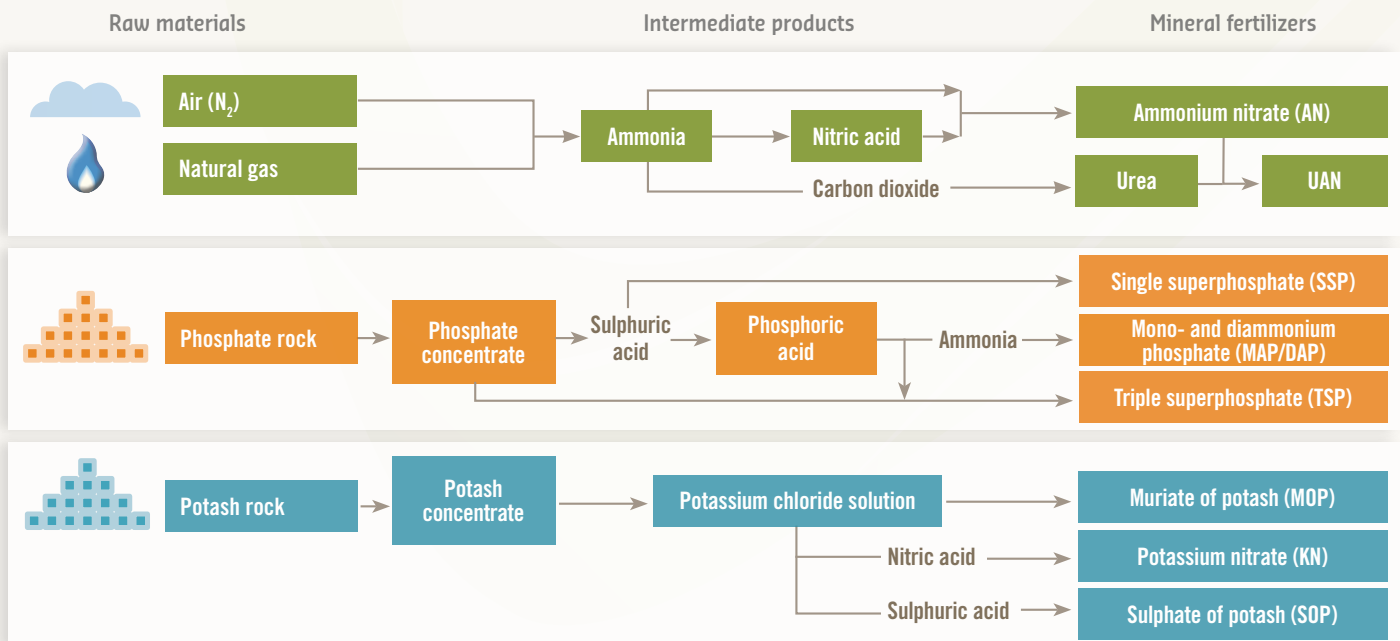 Raw materials
Intermediate products
Mineral fertilizers
Air (N₂)
Natural gas
Ammonia
Nitric acid
Carbon dioxide
Ammonium nitrate (AN)
Urea
UAN
Phosphate rock
Phosphate
concentrate
Sulphuric
acid
Phosphoric
acid
Ammonia
Single superphosphate (SSP)
Mono- and diammonium
phosphate (MAP/DAP)
Triple superphosphate (TSP)
Potash rock
Potash
concentrate
Potassium chloride solution
Nitric acid
Sulphuric acid
Muriate of potash (MOP)
Potassium nitrate (KN)
Sulphate of potash (SOP)